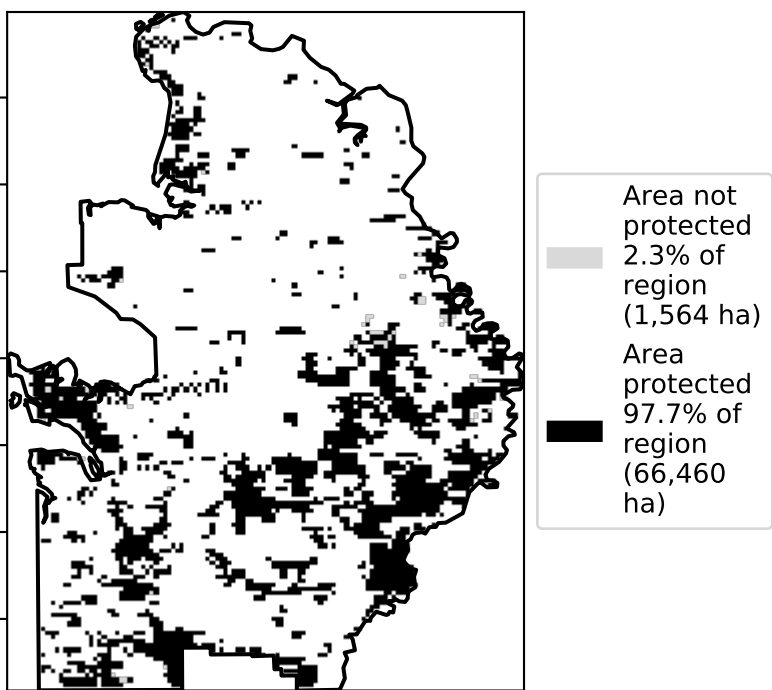 Area not
protected
2.3% of
region
(1,564 ha)
Area
protected
97.7% of
region
(66,460
ha)